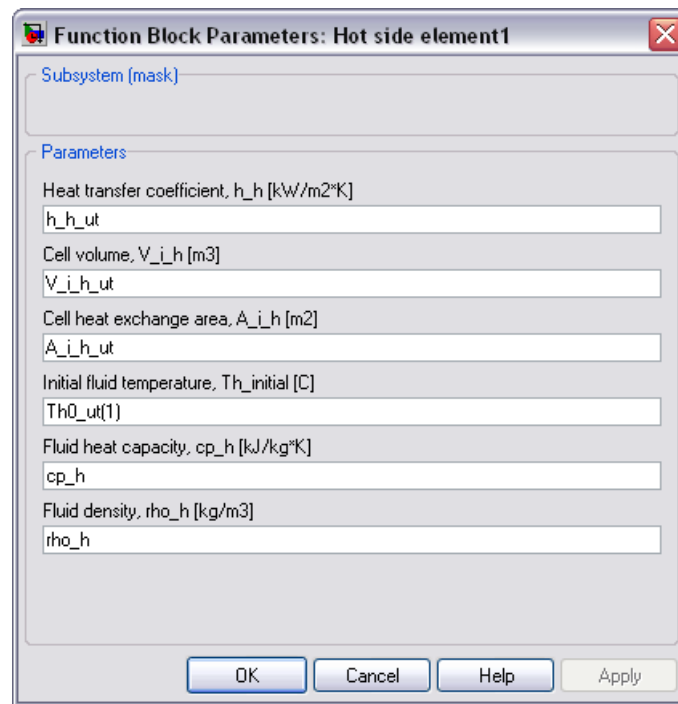 Function Block Parameters: Hot side element1
Subsystem (mask)
Parameters
Heat transfer coefficient, h_h [kW/m2*K]
h_h_ut
Cell volume, V_i_h [m3]
V_i_h_ut
Cell heat exchange area, A_i_h [m2]
A_i_h_ut
Initial fluid temperature, Th_initial [C]
Th0_ut(1)
Fluid heat capacity, cp_h [kJ/kg*K]
cp_h
Fluid density, rho_h [kg/m3]
rho_h
OK Cancel Help Apply